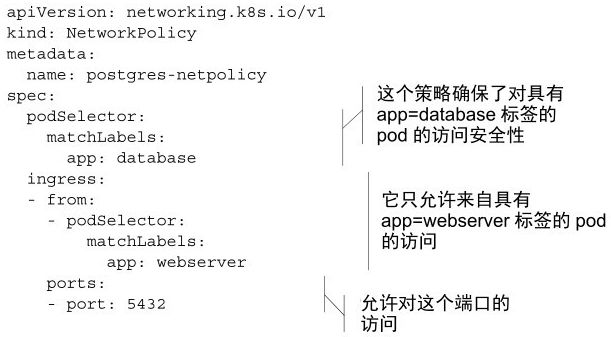 apiVersion: networking.k8s.io/v1
kind: NetworkPolicy
metadata:
  name: postgres-netpolicy
spec:
  podSelector:
    matchLabels:
      app: database
  ingress:
  - from:
    - podSelector:
        matchLabels:
          app: webserver
    ports:
    - port: 5432
这个策略确保了对具有
app=database 标签的
pod 的访问安全性
它只允许来自具有
app=webserver 标签的 pod
的访问
允许对这个端口的
访问